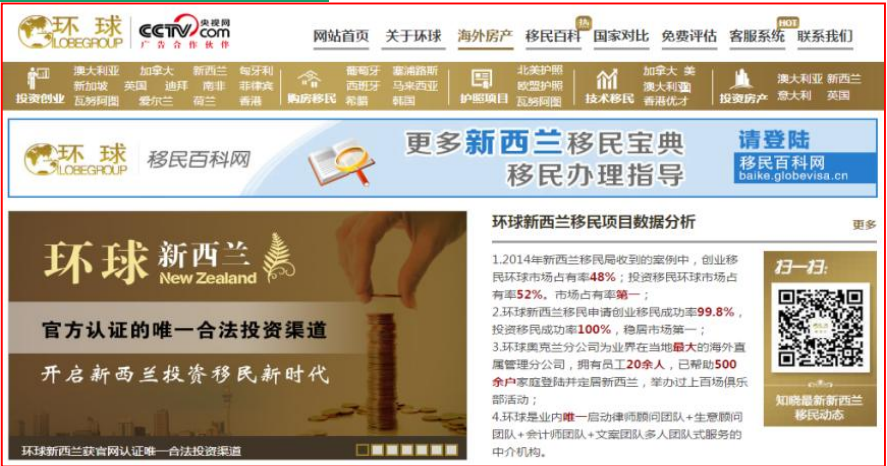 环球
GLOBEGROUP
CCTV.com 央视网
广告合作伙伴
网站首页 关于环球 海外房产 移民百科 热 国家对比 免费评估 客服系统 HOT 联系我们
投资创业
澳大利亚 加拿大 新西兰 匈牙利
新加坡 英国 迪拜 南非 菲律宾
瓦努阿图 爱尔兰 荷兰 香港
购房移民
葡萄牙 塞浦路斯
西班牙 马来西亚
希腊 韩国
护照项目
北美护照
欧盟护照
瓦努阿图
技术移民
加拿大 美
澳大利亚
香港优才
投资房产
澳大利亚 新西兰
意大利 英国
环球
GLOBEGROUP
移民百科网
更多新西兰移民宝典
移民办理指导
请登陆
移民百科网
baike.globevisa.cn
环球 新西兰
New Zealand
官方认证的唯一合法投资渠道
开启新西兰投资移民新时代
环球新西兰获官网认证唯一合法投资渠道
环球新西兰移民项目数据分析 更多
1.2014年新西兰移民局收到的案例中，创业移
民环球市场占有率48%；投资移民环球市场占
有率52%。市场占有率第一；
2.环球新西兰移民申请创业移民成功率99.8%，
投资移民成功率100%，稳居市场第一；
3.环球奥克兰分公司为业界在当地最大的海外直
属管理分公司，拥有员工20余人，已帮助500
余户家庭登陆并定居新西兰，举办过上百场俱乐
部活动；
4.环球是业内唯一启动律师顾问团队+生意顾问
团队+会计师团队+文案团队多人团队式服务的
中介机构。
扫一扫:
知晓最新新西兰
移民动态